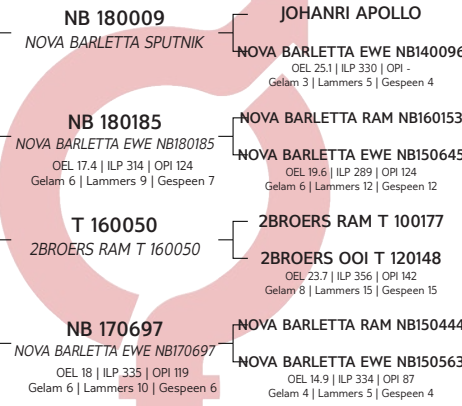 NB 180009
NOVA BARLETTA SPUTNIK
JOHANRI APOLLO
NOVA BARLETTA EWE NB140096
OEL 25.1 | ILP 330 | OPI -
Gelam 3 | Lammers 5 | Gespeen 4
NB 180185
NOVA BARLETTA EWE NB180185
OEL 17.4 | ILP 314 | OPI 124
Gelam 6 | Lammers 9 | Gespeen 7
NOVA BARLETTA RAM NB160153
NOVA BARLETTA EWE NB150645
OEL 19.6 | ILP 289 | OPI 124
Gelam 6 | Lammers 12 | Gespeen 12
T 160050
2BROERS RAM T 160050
2BROERS RAM T 100177
2BROERS OOI T 120148
OEL 23.7 | ILP 356 | OPI 142
Gelam 8 | Lammers 15 | Gespeen 15
NB 170697
NOVA BARLETTA EWE NB170697
OEL 18 | ILP 335 | OPI 119
Gelam 6 | Lammers 10 | Gespeen 6
NOVA BARLETTA RAM NB150444
NOVA BARLETTA EWE NB150563
OEL 14.9 | ILP 334 | OPI 87
Gelam 4 | Lammers 5 | Gespeen 4